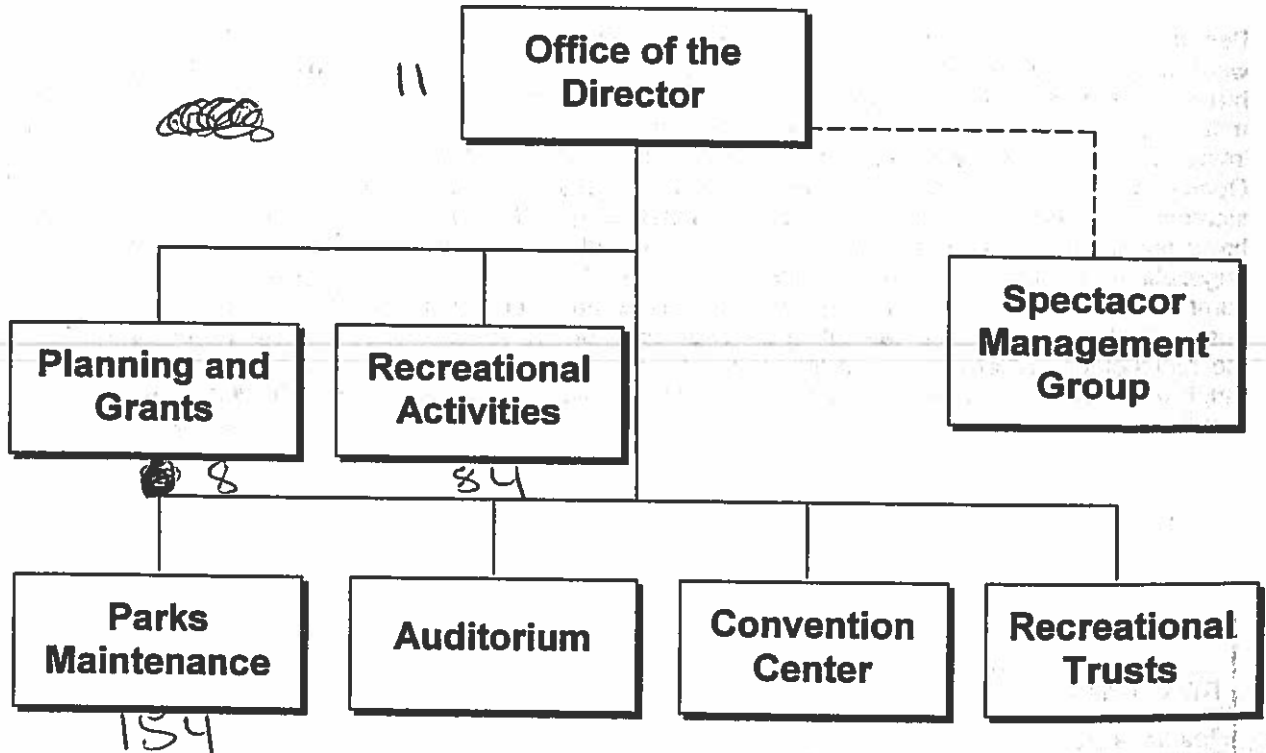 Office of the
Director
11
Spectacor
Management
Group
Planning and
Grants
8
Recreational
Activities
84
Parks
Maintenance
154
Auditorium
Convention
Center
Recreational
Trusts